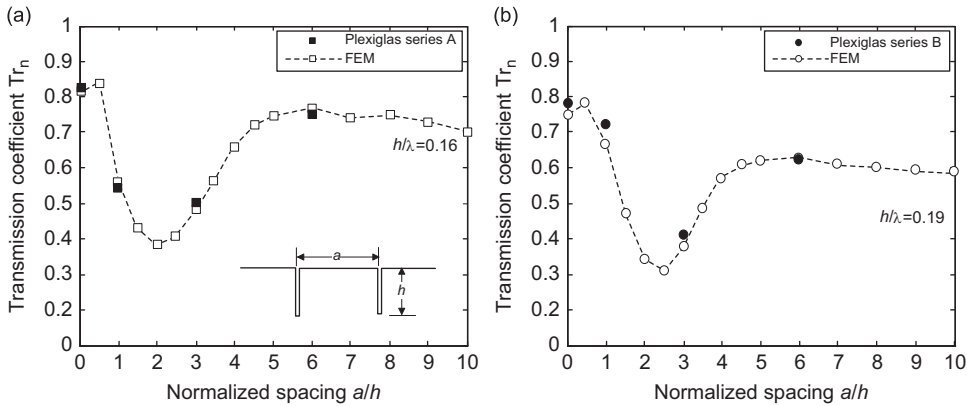 (a)
Transmission coefficient Trn
1
0.9
0.8
0.7
0.6
0.5
0.4
0.3
0.2
0.1
0
Plexiglas series A
FEM
h/λ=0.16
a
h
0 1 2 3 4 5 6 7 8 9 10
Normalized spacing a/h
(b)
Transmission coefficient Trn
1
0.9
0.8
0.7
0.6
0.5
0.4
0.3
0.2
0.1
0
Plexiglas series B
FEM
h/λ=0.19
0 1 2 3 4 5 6 7 8 9 10
Normalized spacing a/h